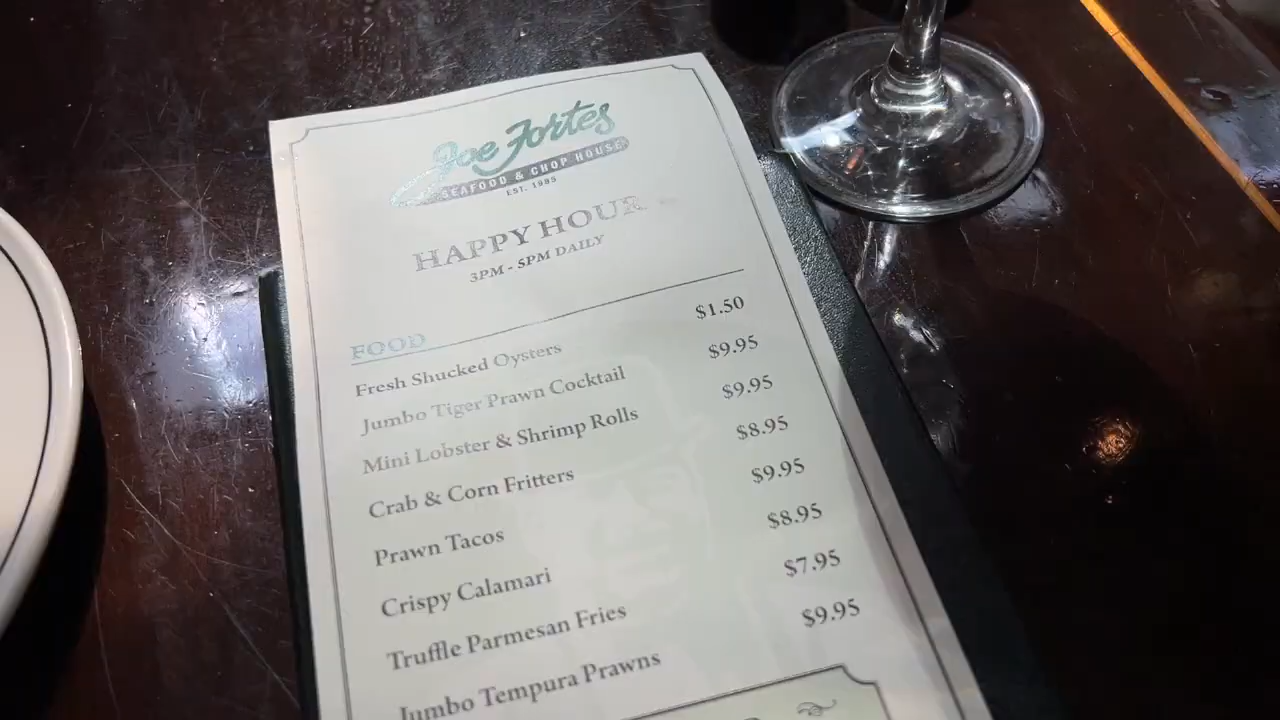 Joe Fortes
SEAFOOD & CHOP HOUSE
EST. 1985
HAPPY HOUR
3PM - 5PM DAILY
FOOD
Fresh Shucked Oysters $1.50
Jumbo Tiger Prawn Cocktail $9.95
Mini Lobster & Shrimp Rolls $9.95
Crab & Corn Fritters $8.95
Prawn Tacos $9.95
Crispy Calamari $8.95
Truffle Parmesan Fries $7.95
Jumbo Tempura Prawns $9.95